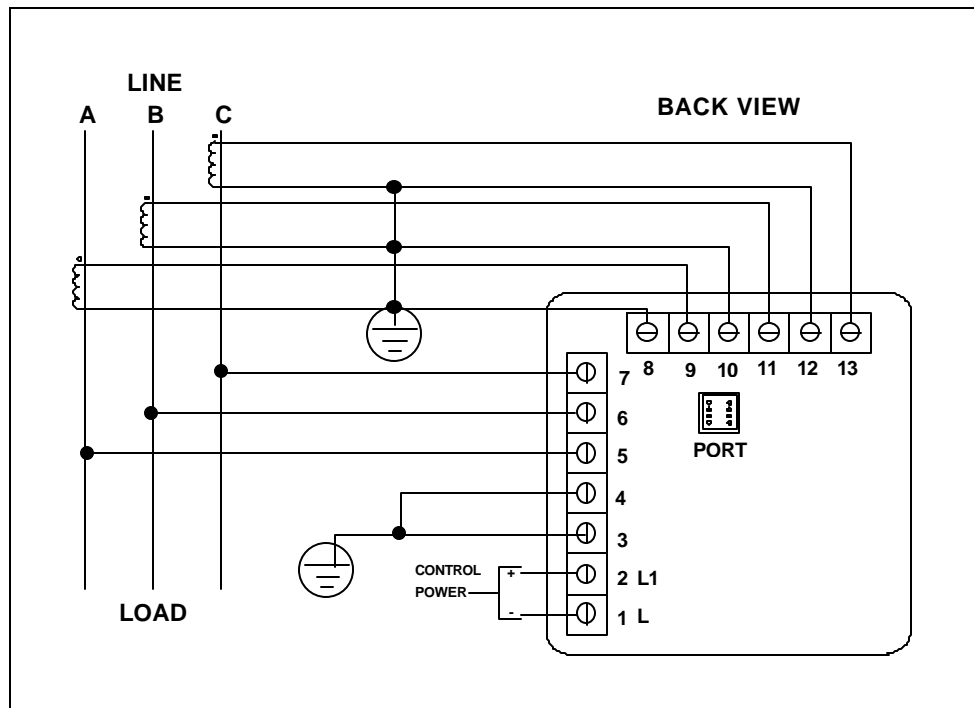 LINE
A B C
BACK VIEW
8 9 10 11 12 13
7
6
5
4
3
2 L1
1 L
PORT
CONTROL
POWER
+
-
LOAD